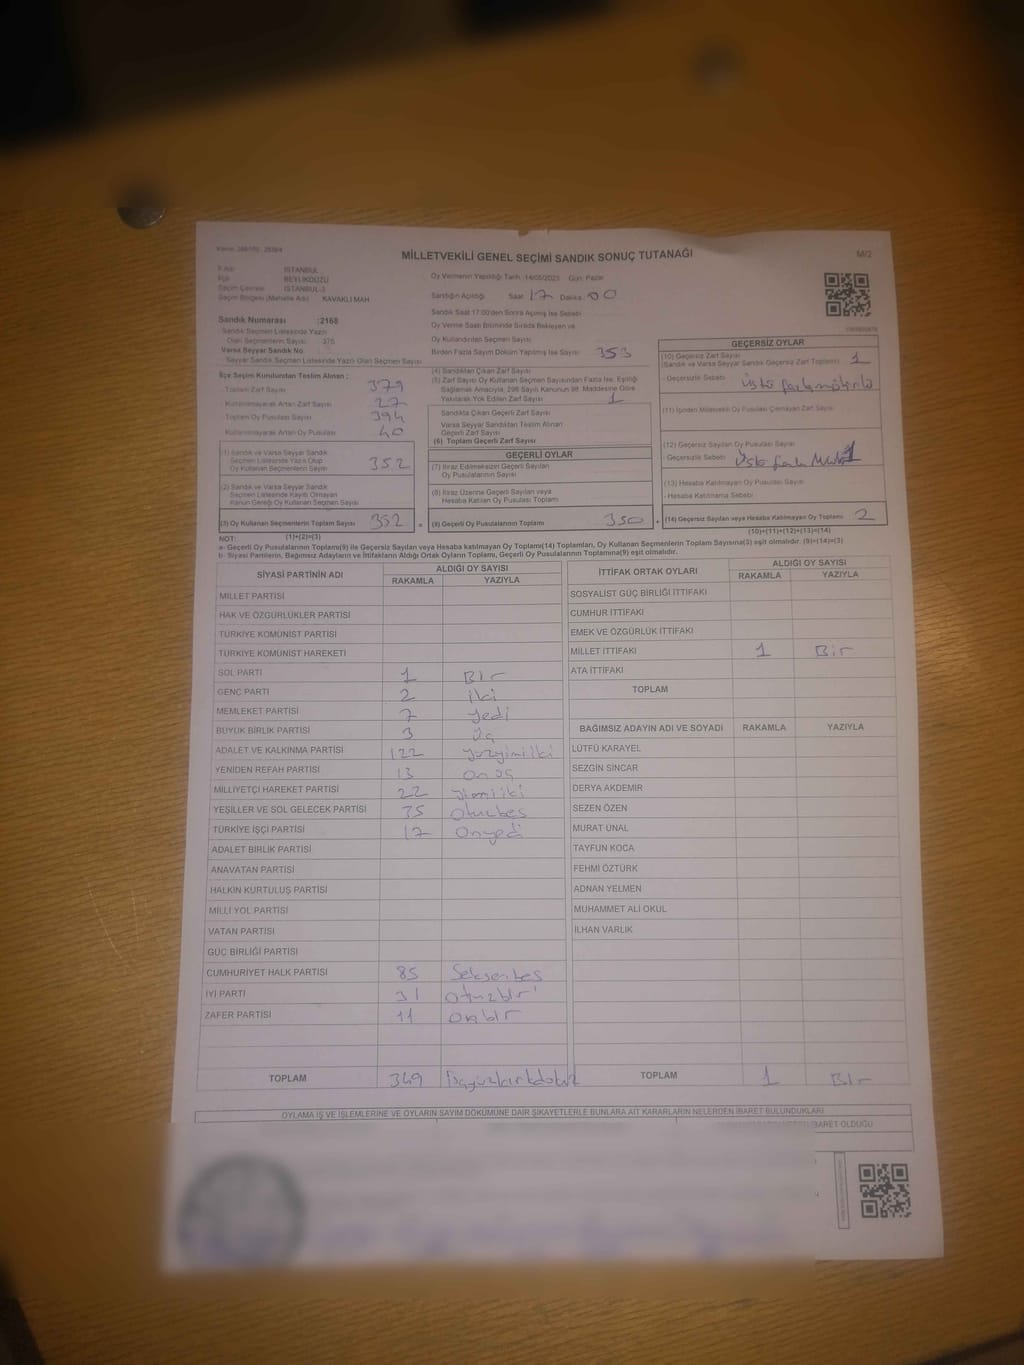 MİLLETVEKİLİ GENEL SEÇİMİ SANDIK SONUÇ TUTANAĞI
M/2
İSTANBUL
BEYLİKDÜZÜ
Seçim Çevresi İSTANBUL-3
Seçim Bölgesi (Mahalle Adı) KAVAKLI MAH
Sandık Numarası :2168
Sandık Seçmen Listesinde Yazılı
Olan Seçmenlerin Sayısı : 375
Varsa Seyyar Sandık No
Seyyar Sandık Seçmen Listesinde Yazılı Olan Seçmen Sayısı
Oy Vermenin Yapıldığı Tarih :14/05/2023 Gün: Pazar
Sandığın Açıldığı Saat 17 Dakika 00
Sandık Saat 17:00'den Sonra Açılmış İse Sebebi
Oy Verme Saati Bitiminde Sırada Bekleyen ve
Oy Kullandırılan Seçmen Sayısı
Birden Fazla Sayım Döküm Yapılmış İse Sayısı
353
İlçe Seçim Kurulundan Teslim Alınan :
Toplam Zarf Sayısı 379
Kullanılmayarak Artan Zarf Sayısı 27
Toplam Oy Pusulası Sayısı 394
Kullanılmayarak Artan Oy Pusulası 40
(1) Sandık ve Varsa Seyyar Sandık
Seçmen Listesinde Yazılı Olup
Oy Kullanan Seçmenlerin Sayısı 352
(2) Sandık ve Varsa Seyyar Sandık
Seçmen Listesinde Kayıtlı Olmayan
Kanun Gereği Oy Kullanan Seçmen Sayısı
(3) Oy Kullanan Seçmenlerin Toplam Sayısı 352 =
(1)+(2)=(3)
(4) Sandıktan Çıkan Zarf Sayısı
(5) Zarf Sayısı Oy Kullanan Seçmen Sayısından Fazla İse, Eşitliği
Sağlamak Amacıyla, 298 Sayılı Kanunun 98. Maddesine Göre
Yakılarak Yok Edilen Zarf Sayısı 1
Sandıkta Çıkan Geçerli Zarf Sayısı
Varsa Seyyar Sandıktan Teslim Alınan
Geçerli Zarf Sayısı
(6) Toplam Geçerli Zarf Sayısı
GEÇERLİ OYLAR
(7) İtiraz Edilmeksizin Geçerli Sayılan
Oy Pusulalarının Sayısı
(8) İtiraz Üzerine Geçerli Sayılan veya
Hesaba Katılan Oy Pusulası Toplamı
(9) Geçerli Oy Pusulalarının Toplamı 350 +
GEÇERSİZ OYLAR
(10) Geçersiz Zarf Sayısı
(Sandık ve Varsa Seyyar Sandık Geçersiz Zarf Toplamı) 1
- Geçersizlik Sebebi
(11) İçinden Milletvekili Oy Pusulası Çıkmayan Zarf Sayısı
(12) Geçersiz Sayılan Oy Pusulası Sayısı 1
- Geçersizlik Sebebi
(13) Hesaba Katılmayan Oy Pusulası Sayısı
- Hesaba Katılmama Sebebi
(14) Geçersiz Sayılan veya Hesaba Katılmayan Oy Toplamı 2
(10)+(11)+(12)+(13)=(14)
NOT:
a- Geçerli Oy Pusulalarının Toplamı(9) ile Geçersiz Sayılan veya Hesaba katılmayan Oy Toplamı(14) Toplamları, Oy Kullanan Seçmenlerin Toplam Sayısına(3) eşit olmalıdır. (9)+(14)=(3)
b- Siyasi Partilerin, Bağımsız Adayların ve İttifakların Aldığı Ortak Oyların Toplamı, Geçerli Oy Pusulalarının Toplamına(9) eşit olmalıdır.
SİYASİ PARTİNİN ADI
ALDIĞI OY SAYISI
RAKAMLA YAZIYLA
MİLLET PARTİSİ
HAK VE ÖZGÜRLÜKLER PARTİSİ
TÜRKİYE KOMÜNİST PARTİSİ
TÜRKİYE KOMÜNİST HAREKETİ
SOL PARTİ 1 Bir
GENÇ PARTİ 2 iki
MEMLEKET PARTİSİ 7 yedi
BÜYÜK BİRLİK PARTİSİ 3 üç
ADALET VE KALKINMA PARTİSİ 122 yüzyirmiiki
YENİDEN REFAH PARTİSİ 13 onüç
MİLLİYETÇİ HAREKET PARTİSİ 22 yirmiiki
YEŞİLLER VE SOL GELECEK PARTİSİ 35 otuzbeş
TÜRKİYE İŞÇİ PARTİSİ 17 onyedi
ADALET BİRLİK PARTİSİ
ANAVATAN PARTİSİ
HALKIN KURTULUŞ PARTİSİ
MİLLİ YOL PARTİSİ
VATAN PARTİSİ
GÜÇ BİRLİĞİ PARTİSİ
CUMHURİYET HALK PARTİSİ 85 Seksenbeş
İYİ PARTİ 31 otuzbir
ZAFER PARTİSİ 11 onbir
TOPLAM 349
İTTİFAK ORTAK OYLARI
ALDIĞI OY SAYISI
RAKAMLA YAZIYLA
SOSYALİST GÜÇ BİRLİĞİ İTTİFAKI
CUMHUR İTTİFAKI
EMEK VE ÖZGÜRLÜK İTTİFAKI
MİLLET İTTİFAKI 1 Bir
ATA İTTİFAKI
TOPLAM
BAĞIMSIZ ADAYIN ADI VE SOYADI RAKAMLA YAZIYLA
LÜTFÜ KARAYEL
SEZGİN SİNCAR
DERYA AKDEMİR
SEZEN ÖZEN
MURAT ÜNAL
TAYFUN KOCA
FEHMİ ÖZTÜRK
ADNAN YELMEN
MUHAMMET ALİ OKUL
İLHAN VARLIK
TOPLAM 1 Bir
OYLAMA İŞ VE İŞLEMLERİNE VE OYLARIN SAYIM DÖKÜMÜNE DAİR ŞİKAYETLERLE BUNLARA AİT KARARLARIN NELERDEN İBARET BULUNDUKLARI
İBARET OLDUĞU